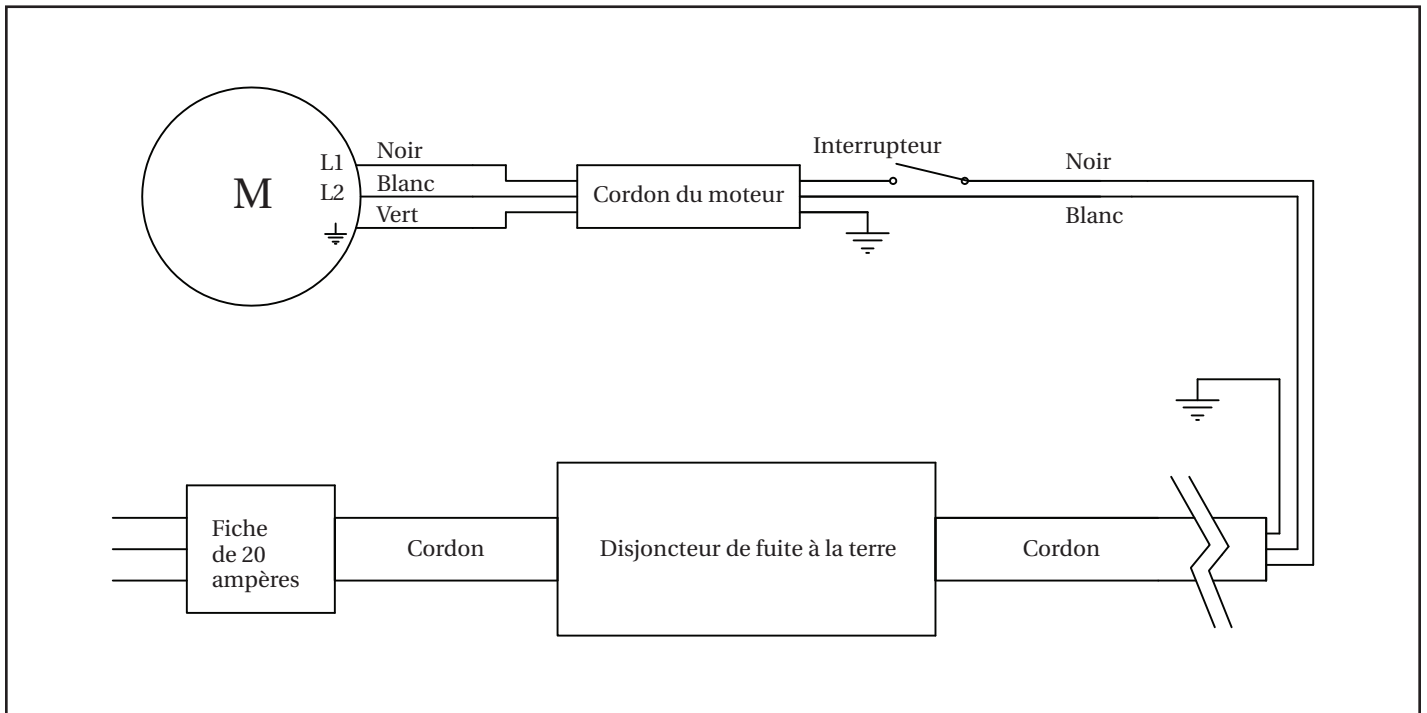 Noir
L1
Interrupteur
Noir
M
L2
Blanc
Cordon du moteur
Vert
Blanc
Fiche
de 20
ampères
Cordon
Disjoncteur de fuite à la terre
Cordon